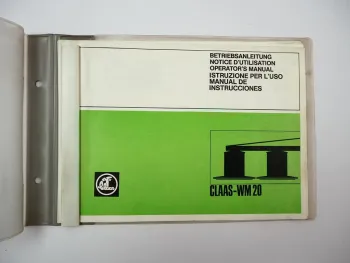 BETRIEBSANLEITUNG
NOTICE D'UTILISATION
OPERATOR'S MANUAL
ISTRUZIONE PER L'USO
MANUAL DE
INSTRUCCIONES
CLAAS-WM 20